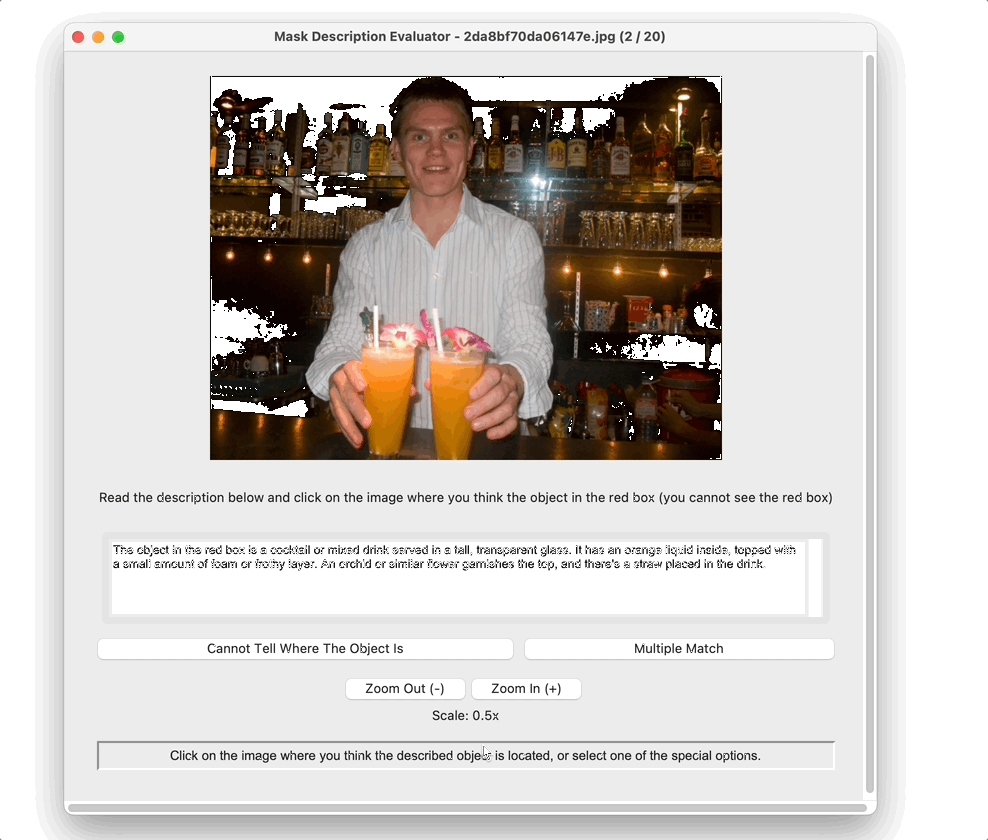 Mask Description Evaluator - 2da8bf70da06147e.jpg (2 / 20)
Read the description below and click on the image where you think the object in the red box (you cannot see the red box)
The object in the red box is a cocktail or mixed drink served in a tall, transparent glass. It has an orange liquid inside, topped with
a small amount of foam or frothy layer. An orchid or similar flower garnishes the top, and there's a straw placed in the drink.
Cannot Tell Where The Object Is
Multiple Match
Zoom Out (-)
Zoom In (+)
Scale: 0.5x
Click on the image where you think the described object is located, or select one of the special options.